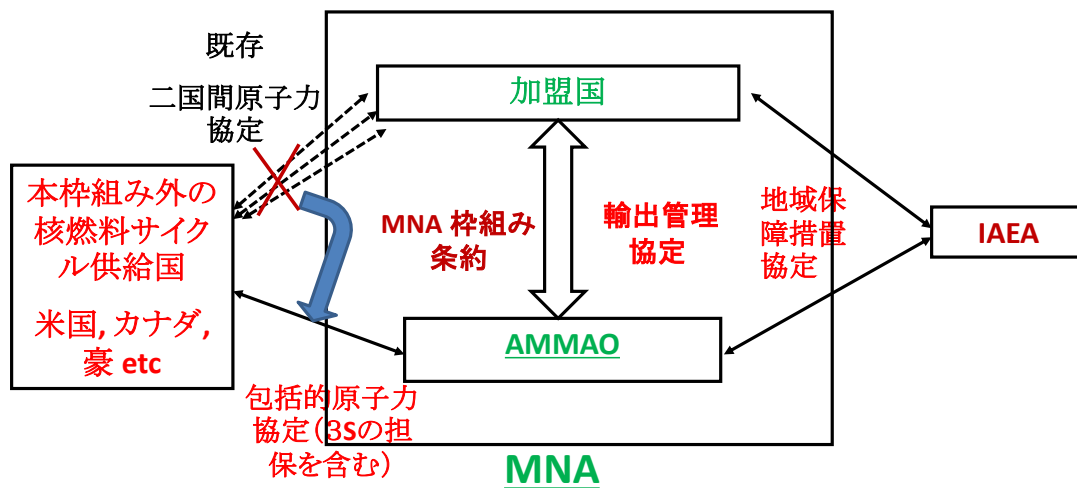 既存
二国間原子力
協定
加盟国
本枠組み外の
核燃料サイク
ル供給国
米国, カナダ,
豪 etc
MNA 枠組み
条約
輸出管理
協定
地域保
障措置
協定
IAEA
AMMAO
包括的原子力
協定(3Sの担
保を含む)
MNA